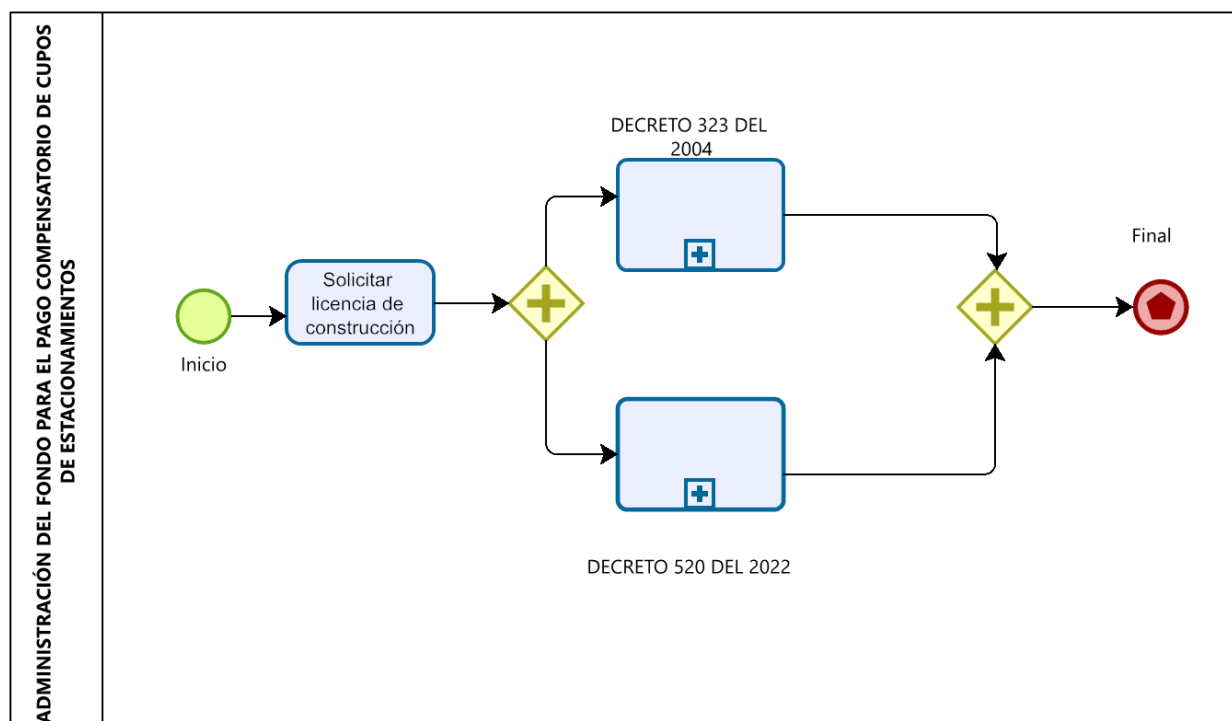 ADMINISTRACIÓN DEL FONDO PARA EL PAGO COMPENSATORIO DE CUPOS
DE ESTACIONAMIENTOS
Inicio
Solicitar
licencia de
construcción
DECRETO 323 DEL
2004
DECRETO 520 DEL 2022
Final